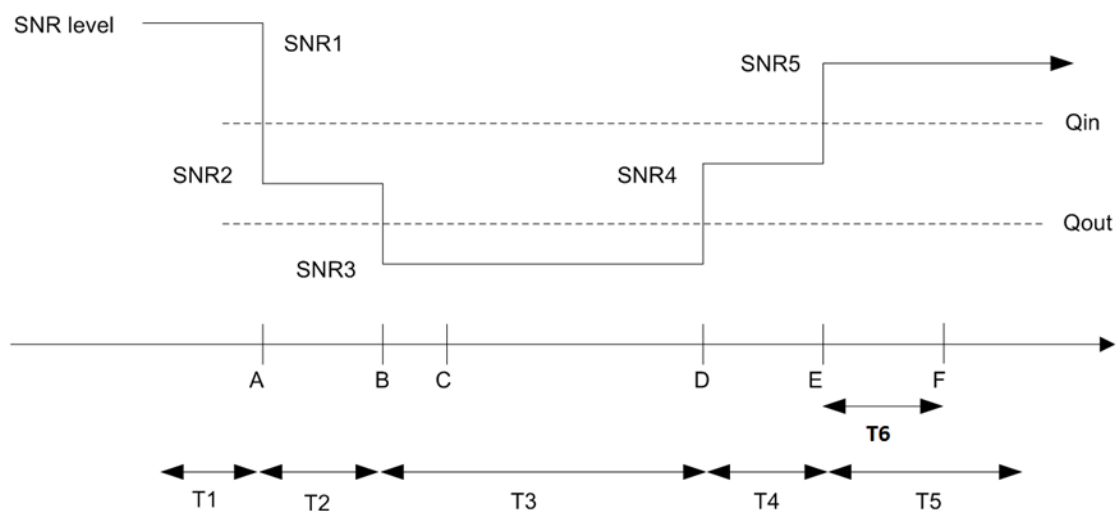 SNR level
SNR1
SNR5
Qin
SNR2
SNR4
Qout
SNR3
A
B
C
D
E
F
T6
T1
T2
T3
T4
T5